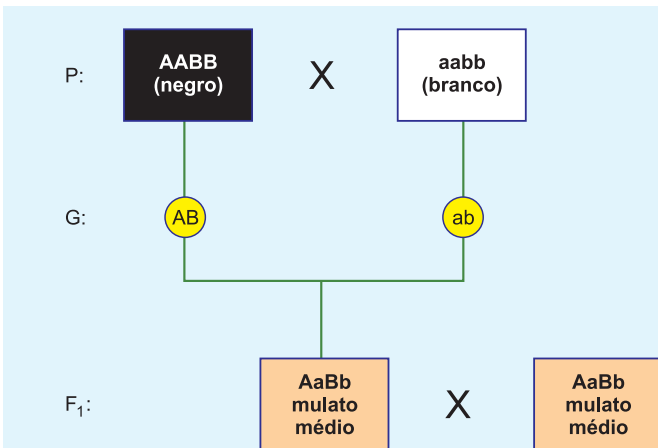 P:
AABB
(negro)
X
aabb
(branco)
G:
AB
ab
F₁:
AaBb
mulato
médio
X
AaBb
mulato
médio